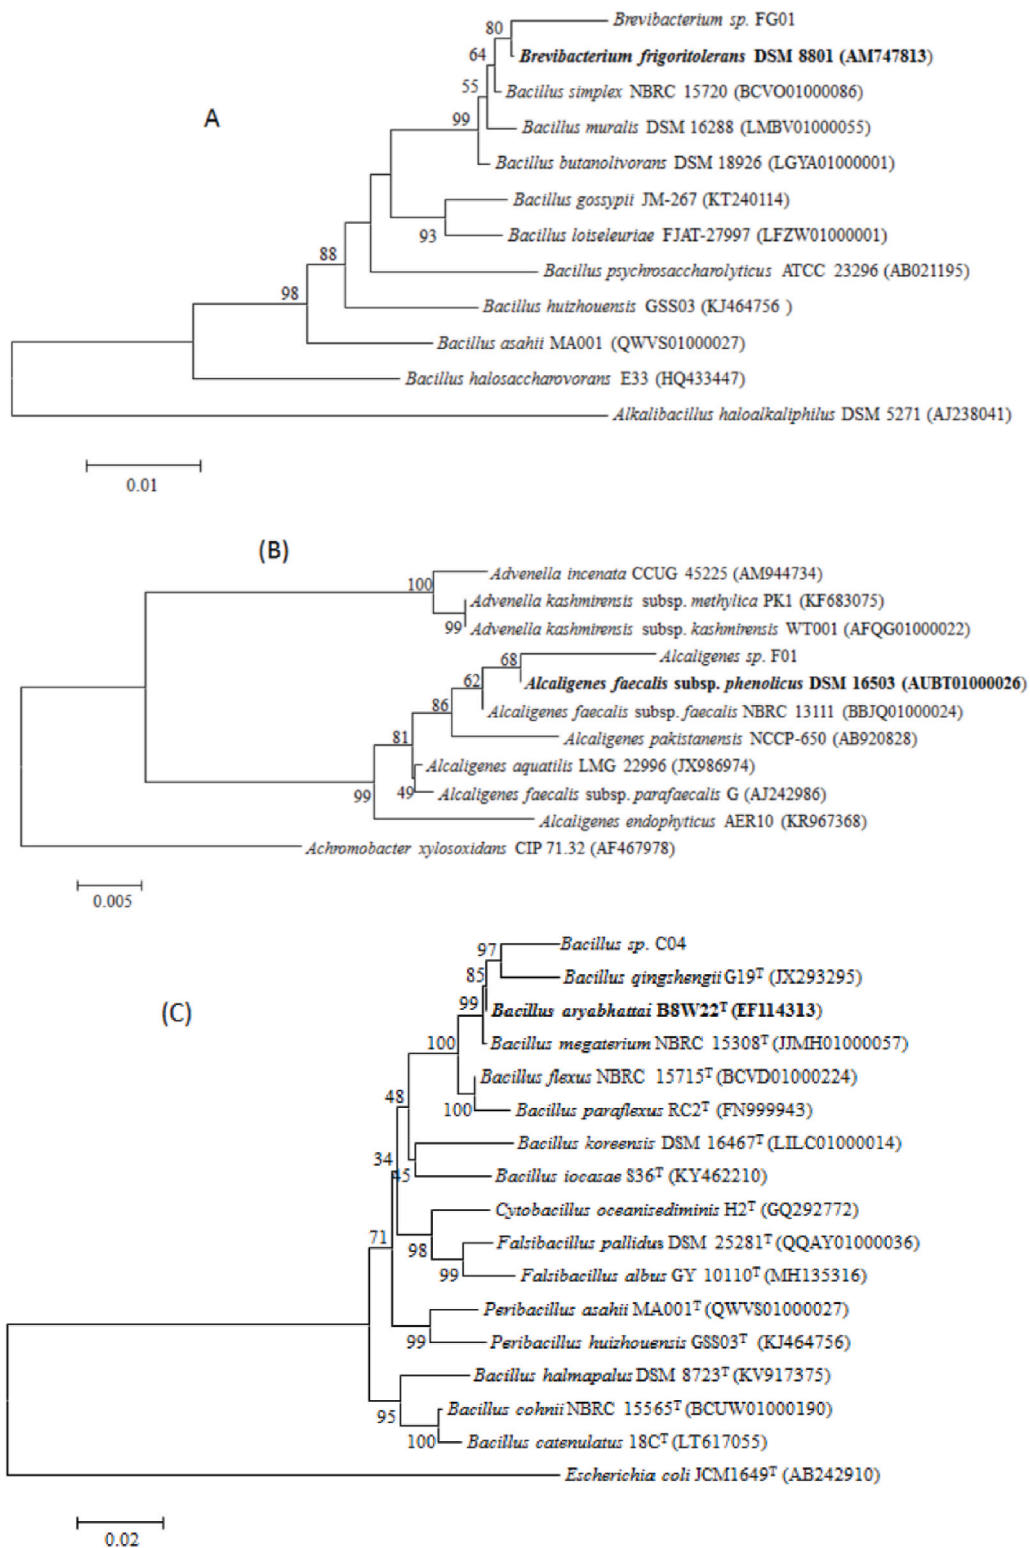 Brevibacterium sp. FG01
80
Brevibacterium frigoritolerans DSM 8801 (AM747813)
64
55
Bacillus simplex NBRC 15720 (BCVO01000086)
A
99
Bacillus muralis DSM 16288 (LMBV01000055)
Bacillus butanolivorans DSM 18926 (LGYA01000001)
Bacillus gossypii JM-267 (KT240114)
93
Bacillus loiseleuriae FJAT-27997 (LFZW01000001)
88
Bacillus psychrosaccharolyticus ATCC 23296 (AB021195)
98
Bacillus huizhouensis GSS03 (KJ464756 )
Bacillus asahii MA001 (QWVS01000027)
Bacillus halosaccharovorans E33 (HQ433447)
Alkalibacillus haloalkaliphilus DSM 5271 (AJ238041)
0.01
(B)
Advenella incenata CCUG 45225 (AM944734)
100
Advenella kashmirensis subsp. methylica PK1 (KF683075)
99
Advenella kashmirensis subsp. kashmirensis WT001 (AFQG01000022)
Alcaligenes sp. F01
68
62
Alcaligenes faecalis subsp. phenolicus DSM 16503 (AUBT01000026)
86
Alcaligenes faecalis subsp. faecalis NBRC 13111 (BBJQ01000024)
81
Alcaligenes pakistanensis NCCP-650 (AB920828)
Alcaligenes aquatilis LMG 22996 (JX986974)
99
49
Alcaligenes faecalis subsp. parafaecalis G (AJ242986)
Alcaligenes endophyticus AER10 (KR967368)
Achromobacter xylosoxidans CIP 71.32 (AF467978)
0.005
Bacillus sp. C04
97
85
Bacillus qingshengii G19ᵀ (JX293295)
(C)
99
Bacillus aryabhattai B8W22ᵀ (EF114313)
100
Bacillus megaterium NBRC 15308ᵀ (JJMH01000057)
Bacillus flexus NBRC 15715ᵀ (BCVD01000224)
48
100
Bacillus paraflexus RC2ᵀ (FN999943)
Bacillus koreensis DSM 16467ᵀ (LILC01000014)
34
45
Bacillus iocasae S36ᵀ (KY462210)
Cytobacillus oceanisediminis H2ᵀ (GQ292772)
71
98
Falsibacillus pallidus DSM 25281ᵀ (QQAY01000036)
99
Falsibacillus albus GY 10110ᵀ (MH135316)
Peribacillus asahii MA001ᵀ (QWVS01000027)
99
Peribacillus huizhouensis GSS03ᵀ (KJ464756)
Bacillus halmapalus DSM 8723ᵀ (KV917375)
95
Bacillus cohnii NBRC 15565ᵀ (BCUW01000190)
100
Bacillus catenulatus 18Cᵀ (LT617055)
Escherichia coli JCM1649ᵀ (AB242910)
0.02